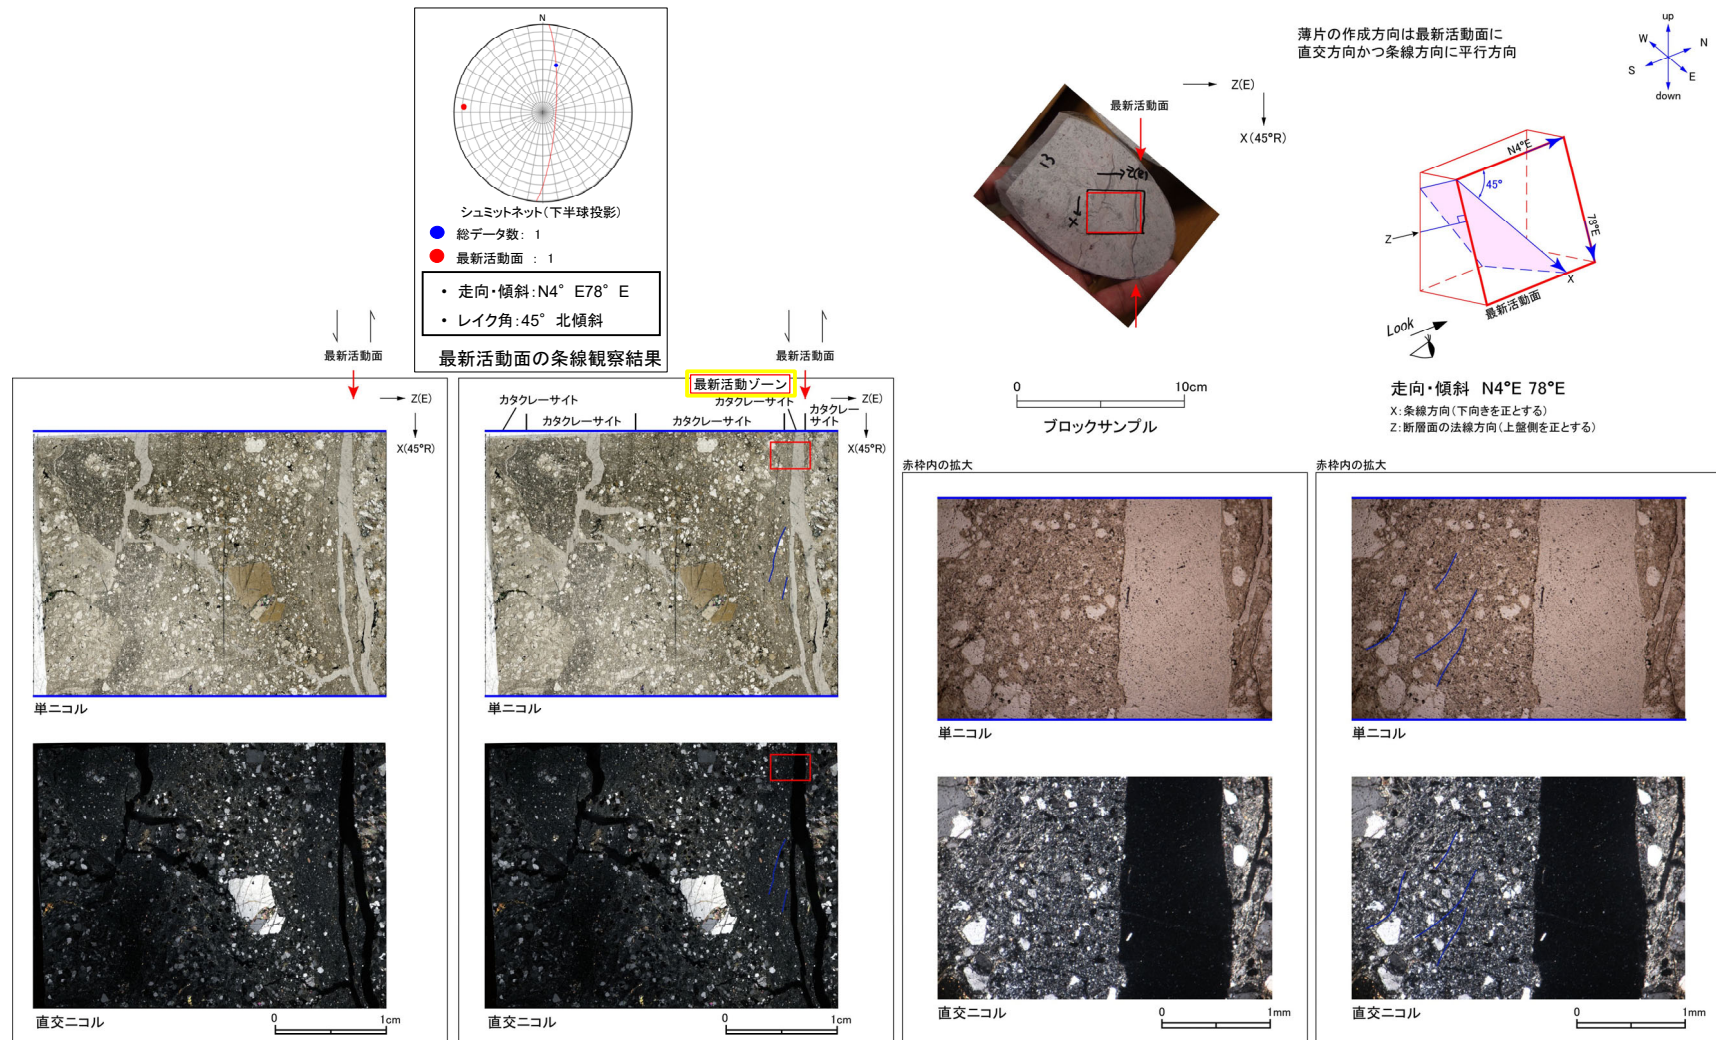 N
シュミットネット(下半球投影)
総データ数: 1
最新活動面 : 1
・ 走向・傾斜:N4° E78° E
・ レイク角:45° 北傾斜
最新活動面の条線観察結果
薄片の作成方向は最新活動面に
直交方向かつ条線方向に平行方向
up
W
N
S
E
down
最新活動面
Z(E)
X(45°R)
13
0
10cm
ブロックサンプル
N4°E
45°
78°E
Z
X
最新活動面
Look
走向・傾斜 N4°E 78°E
X:条線方向(下向きを正とする)
Z:断層面の法線方向(上盤側を正とする)
最新活動面
Z(E)
X(45°R)
単ニコル
直交ニコル
0
1cm
最新活動面
最新活動ゾーン
カタクレーサイト
カタクレーサイト
カタクレーサイト
カタクレーサイト
カタクレー
サイト
Z(E)
X(45°R)
単ニコル
直交ニコル
0
1cm
赤枠内の拡大
単ニコル
直交ニコル
0
1mm
赤枠内の拡大
単ニコル
直交ニコル
0
1mm